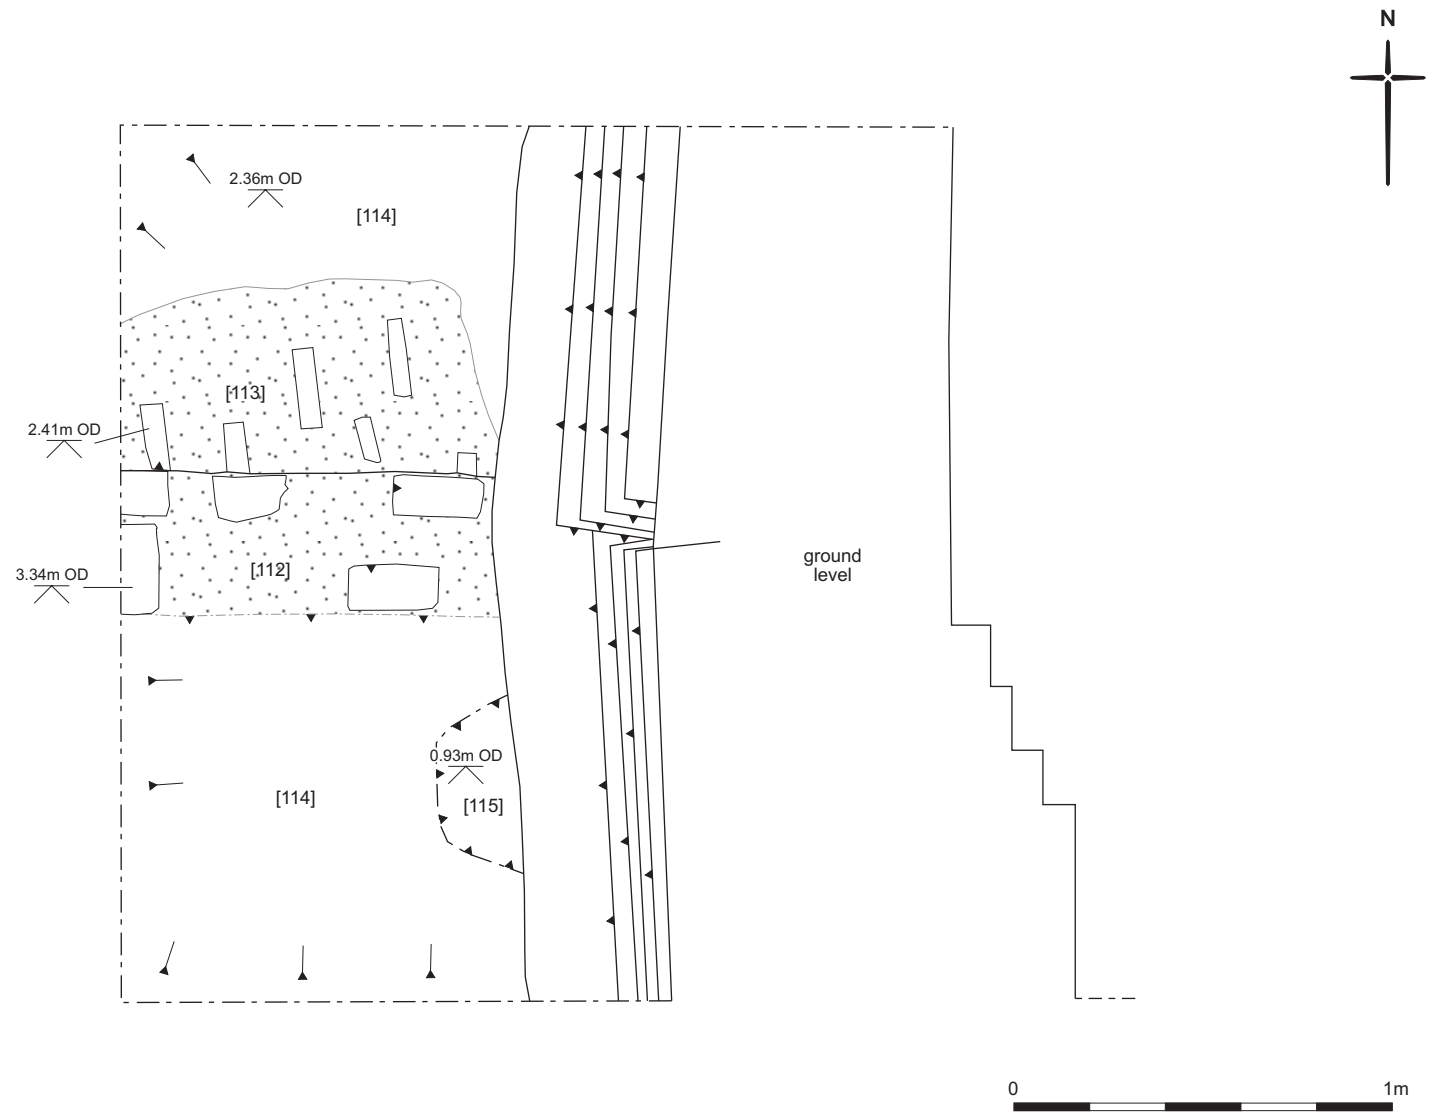 N
2.36m OD
[114]
[113]
2.41m OD
ground
level
[112]
3.34m OD
0.93m OD
[114]
[115]
0 1m